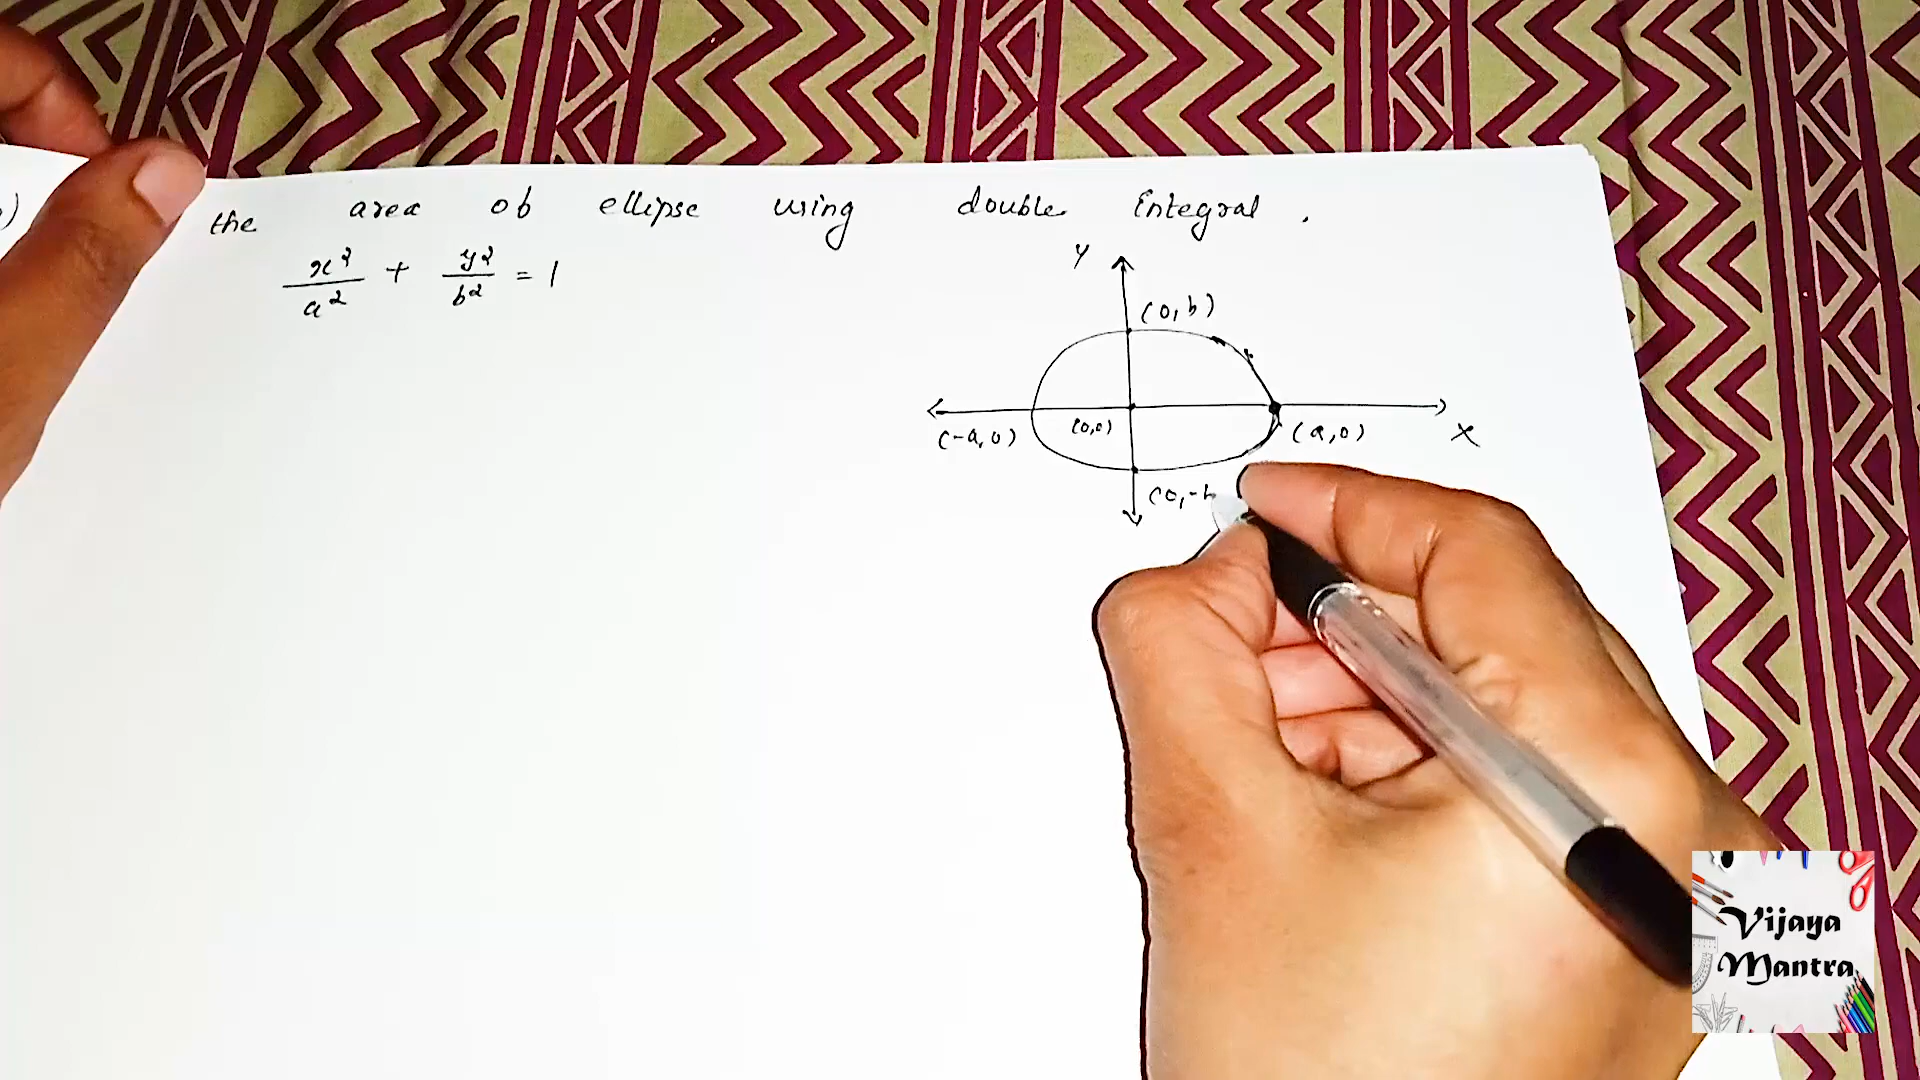 )
the area of ellipse using double integral .
x²/a² + y²/b² = 1
Y
(0, b)
(-a, 0)
(0,0)
(a, 0)
X
(0, -b
Vijaya
Mantra